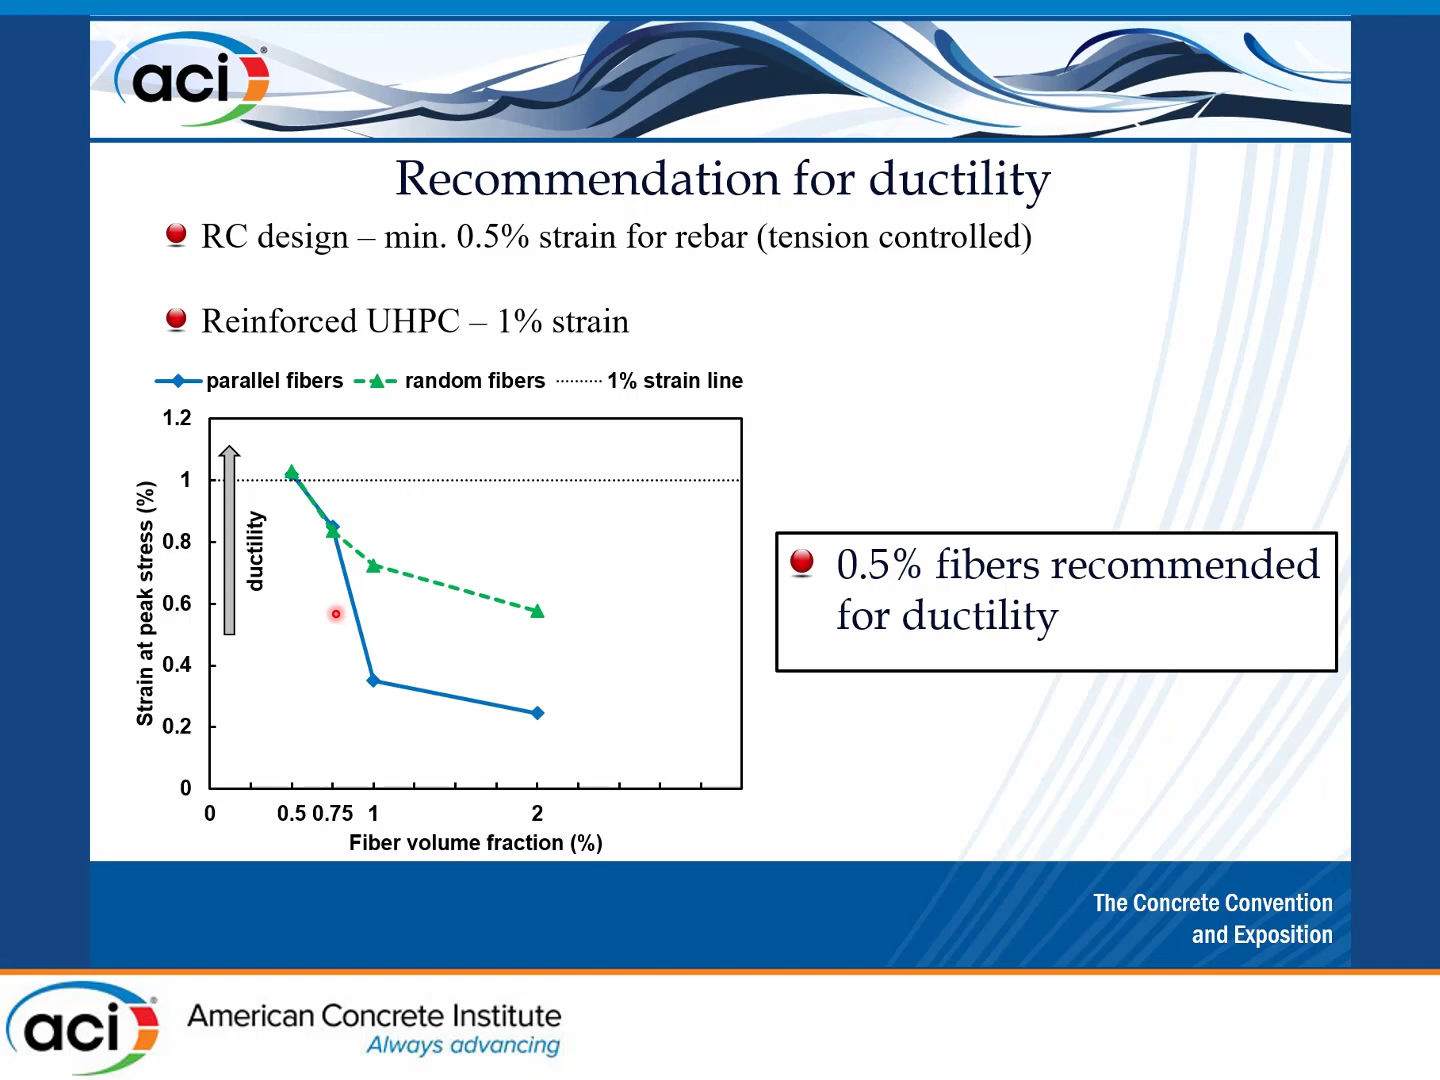 aci®
Recommendation for ductility
RC design – min. 0.5% strain for rebar (tension controlled)
Reinforced UHPC – 1% strain
parallel fibers random fibers 1% strain line
1.2
1
0.8
0.6
0.4
0.2
0
Strain at peak stress (%)
ductility
0 0.5 0.75 1 2
Fiber volume fraction (%)
0.5% fibers recommended
for ductility
The Concrete Convention
and Exposition
aci®
American Concrete Institute
Always advancing